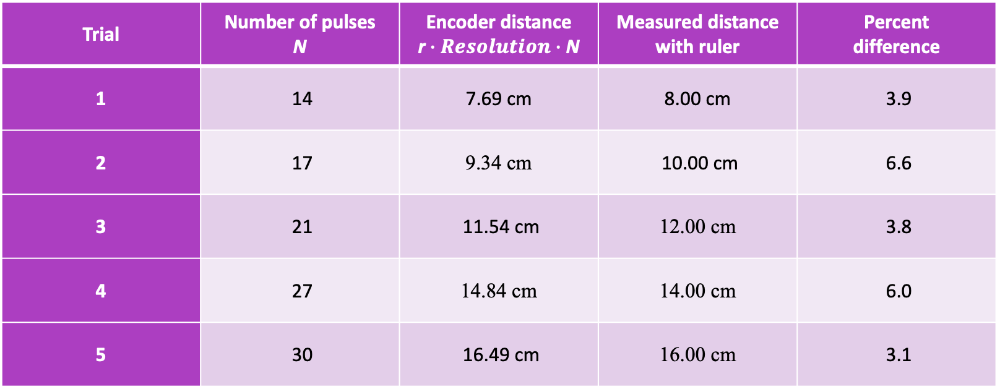 Trial Number of pulses N Encoder distance r · Resolution · N Measured distance with ruler Percent difference
1 14 7.69 cm 8.00 cm 3.9
2 17 9.34 cm 10.00 cm 6.6
3 21 11.54 cm 12.00 cm 3.8
4 27 14.84 cm 14.00 cm 6.0
5 30 16.49 cm 16.00 cm 3.1